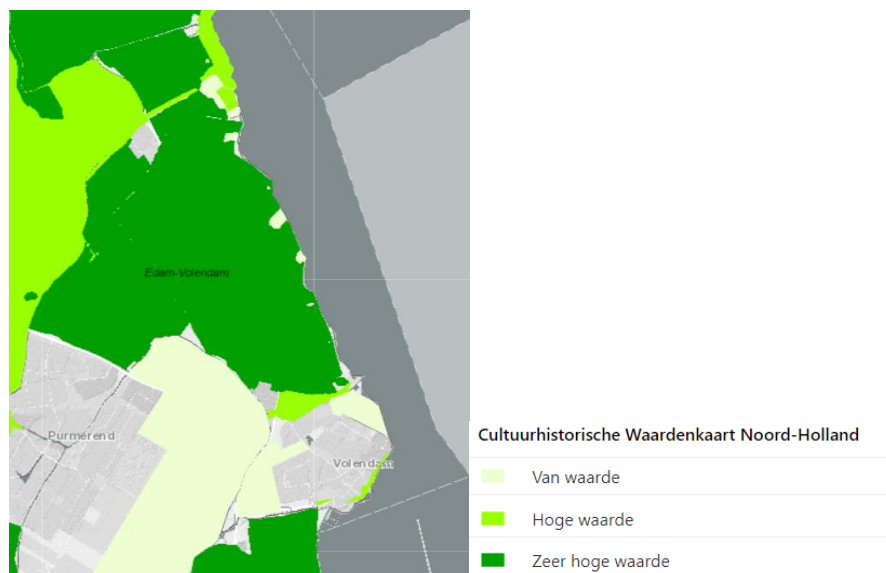 Edam-Volendam
Purmerend
Volendam
Cultuurhistorische Waardenkaart Noord-Holland
Van waarde
Hoge waarde
Zeer hoge waarde